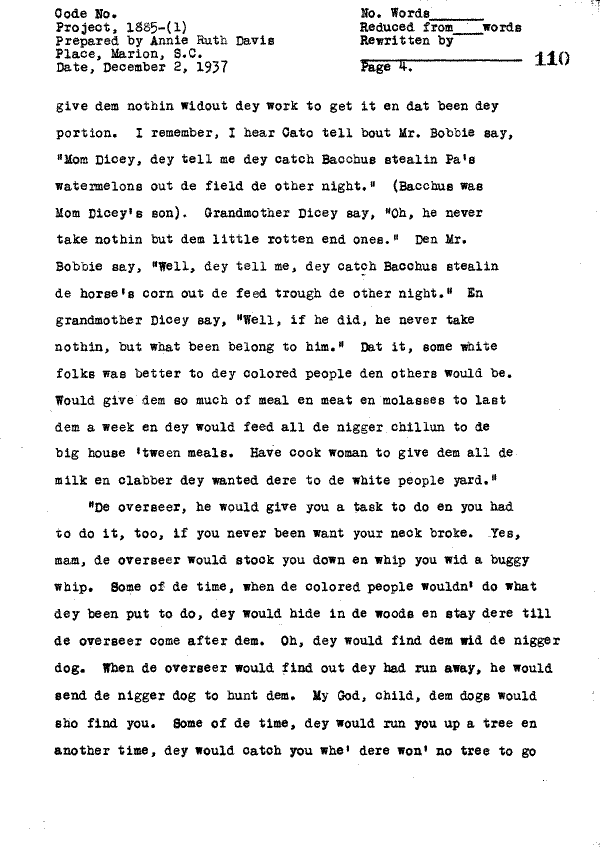 Code No.
Project, 1885-(1)
Prepared by Annie Ruth Davis
Place, Marion, S.C.
Date, December 2, 1937
No. Words
Reduced from ____ words
Rewritten by
Page 4.
110
give dem nothin widout dey work to get it en dat been dey
portion. I remember, I hear Cato tell bout Mr. Bobbie say,
"Mom Dicey, dey tell me dey catch Bacchus stealin Pa's
watermelons out de field de other night." (Bacchus was
Mom Dicey's son). Grandmother Dicey say, "Oh, he never
take nothin but dem little rotten end ones." Den Mr.
Bobbie say, "Well, dey tell me, dey catch Bacchus stealin
de horse's corn out de feed trough de other night." En
grandmother Dicey say, "Well, if he did, he never take
nothin, but what been belong to him." Dat it, some white
folks was better to dey colored people den others would be.
Would give dem so much of meal en meat en molasses to last
dem a week en dey would feed all de nigger chillun to de
big house 'tween meals. Have cook woman to give dem all de
milk en clabber dey wanted dere to de white people yard."
"De overseer, he would give you a task to do en you had
to do it, too, if you never been want your neck broke. Yes,
mam, de overseer would stock you down en whip you wid a buggy
whip. Some of de time, when de colored people wouldn' do what
dey been put to do, dey would hide in de woods en stay dere till
de overseer come after dem. Oh, dey would find dem wid de nigger
dog. When de overseer would find out dey had run away, he would
send de nigger dog to hunt dem. My God, child, dem dogs would
sho find you. Some of de time, dey would run you up a tree en
another time, dey would catch you whe' dere won' no tree to go